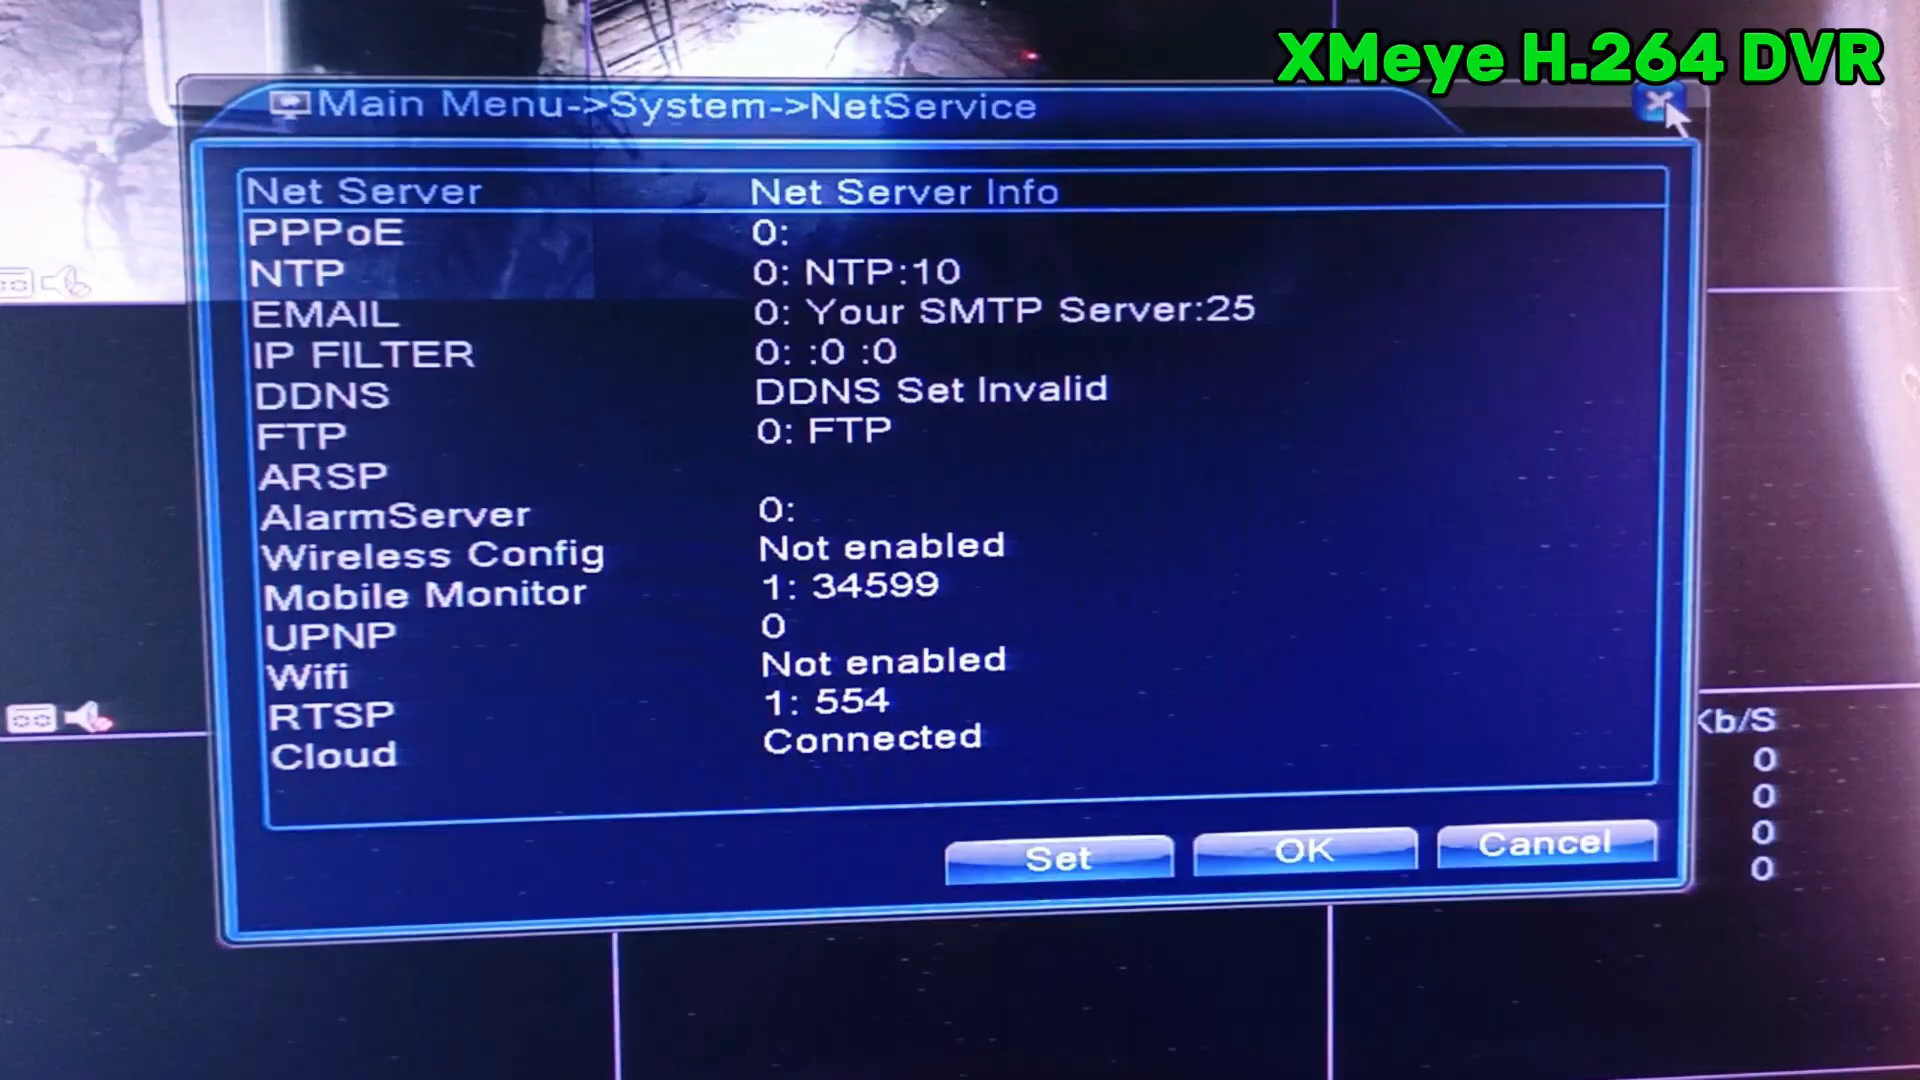 XMeye H.264 DVR
Main Menu->System->NetService
Net Server Net Server Info
PPPoE 0:
NTP 0: NTP:10
EMAIL 0: Your SMTP Server:25
IP FILTER 0: :0 :0
DDNS DDNS Set Invalid
FTP 0: FTP
ARSP
AlarmServer 0:
Wireless Config Not enabled
Mobile Monitor 1: 34599
UPNP 0
Wifi Not enabled
RTSP 1: 554
Cloud Connected
Kb/S
0
0
0
0
Set OK Cancel